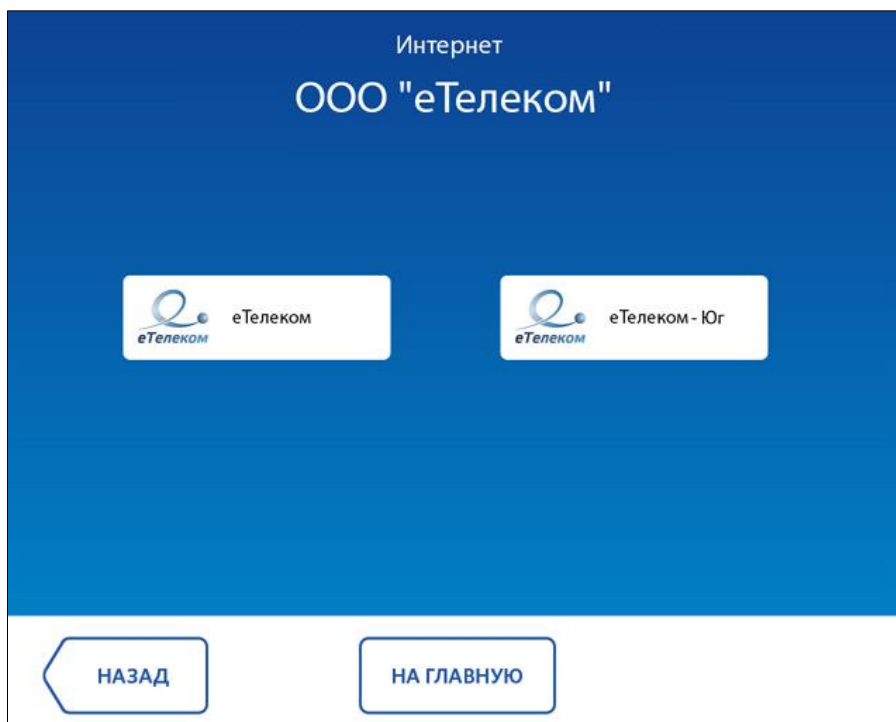 Интернет
ООО "еТелеком"
еТелеком
еТелеком
еТелеком
еТелеком - Юг
НАЗАД
НА ГЛАВНУЮ